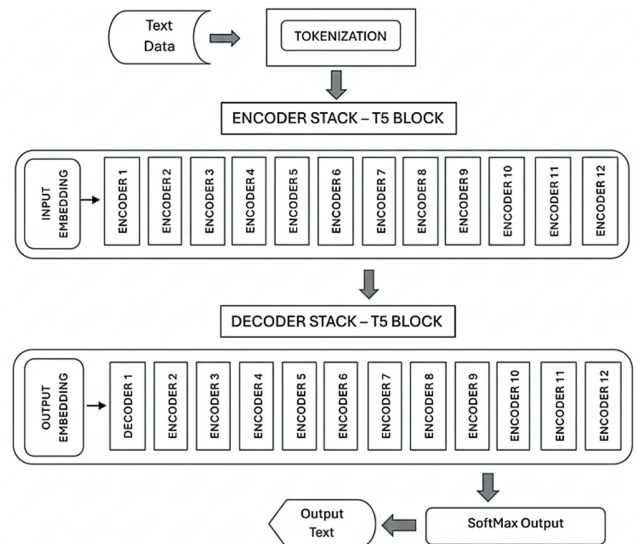 Text
Data
TOKENIZATION
ENCODER STACK – T5 BLOCK
INPUT
EMBEDDING
ENCODER 1
ENCODER 2
ENCODER 3
ENCODER 4
ENCODER 5
ENCODER 6
ENCODER 7
ENCODER 8
ENCODER 9
ENCODER 10
ENCODER 11
ENCODER 12
DECODER STACK – T5 BLOCK
OUTPUT
EMBEDDING
DECODER 1
ENCODER 2
ENCODER 3
ENCODER 4
ENCODER 5
ENCODER 6
ENCODER 7
ENCODER 8
ENCODER 9
ENCODER 10
ENCODER 11
ENCODER 12
Output
Text
SoftMax Output